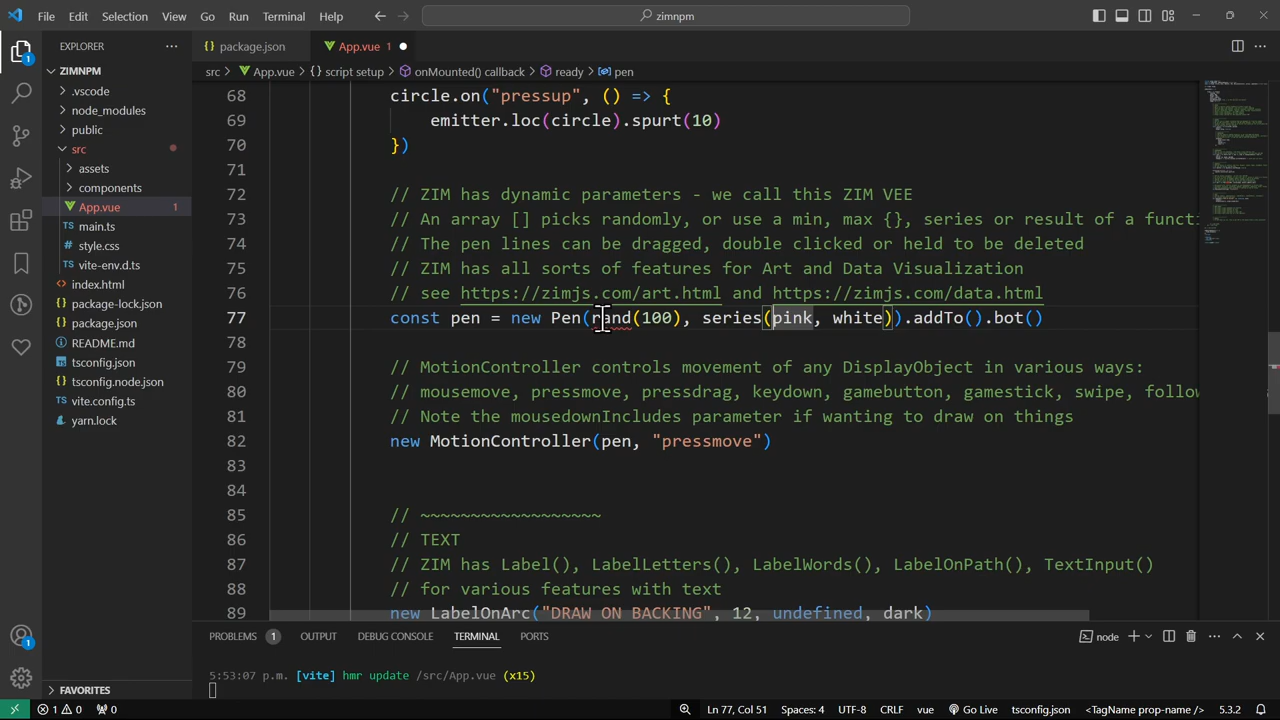 File Edit Selection View Go Run Terminal Help
zimnpm
EXPLORER
package.json
App.vue 1
ZIMNPM
src > App.vue > {} script setup > onMounted() callback > ready > pen
.vscode
node_modules
public
src
assets
components
App.vue 1
main.ts
style.css
vite-env.d.ts
index.html
package-lock.json
package.json
README.md
tsconfig.json
tsconfig.node.json
vite.config.ts
yarn.lock
FAVORITES
68 circle.on("pressup", () => {
69 emitter.loc(circle).spurt(10)
70 })
71
72 // ZIM has dynamic parameters - we call this ZIM VEE
73 // An array [] picks randomly, or use a min, max {}, series or result of a functi
74 // The pen lines can be dragged, double clicked or held to be deleted
75 // ZIM has all sorts of features for Art and Data Visualization
76 // see https://zimjs.com/art.html and https://zimjs.com/data.html
77 const pen = new Pen(rand(100), series(pink, white)).addTo().bot()
78
79 // MotionController controls movement of any DisplayObject in various ways:
80 // mousemove, pressmove, pressdrag, keydown, gamebutton, gamestick, swipe, follow
81 // Note the mousedownIncludes parameter if wanting to draw on things
82 new MotionController(pen, "pressmove")
83
84
85 // ~~~~~~~~~~~~~~~~~~
86 // TEXT
87 // ZIM has Label(), LabelLetters(), LabelWords(), LabelOnPath(), TextInput()
88 // for various features with text
89 new LabelOnArc("DRAW ON BACKING", 12, undefined, dark)
PROBLEMS 1 OUTPUT DEBUG CONSOLE TERMINAL PORTS
node
5:53:07 p.m. [vite] hmr update /src/App.vue (x15)
1 0 0 Ln 77, Col 51 Spaces: 4 UTF-8 CRLF vue Go Live tsconfig.json <TagName prop-name /> 5.3.2